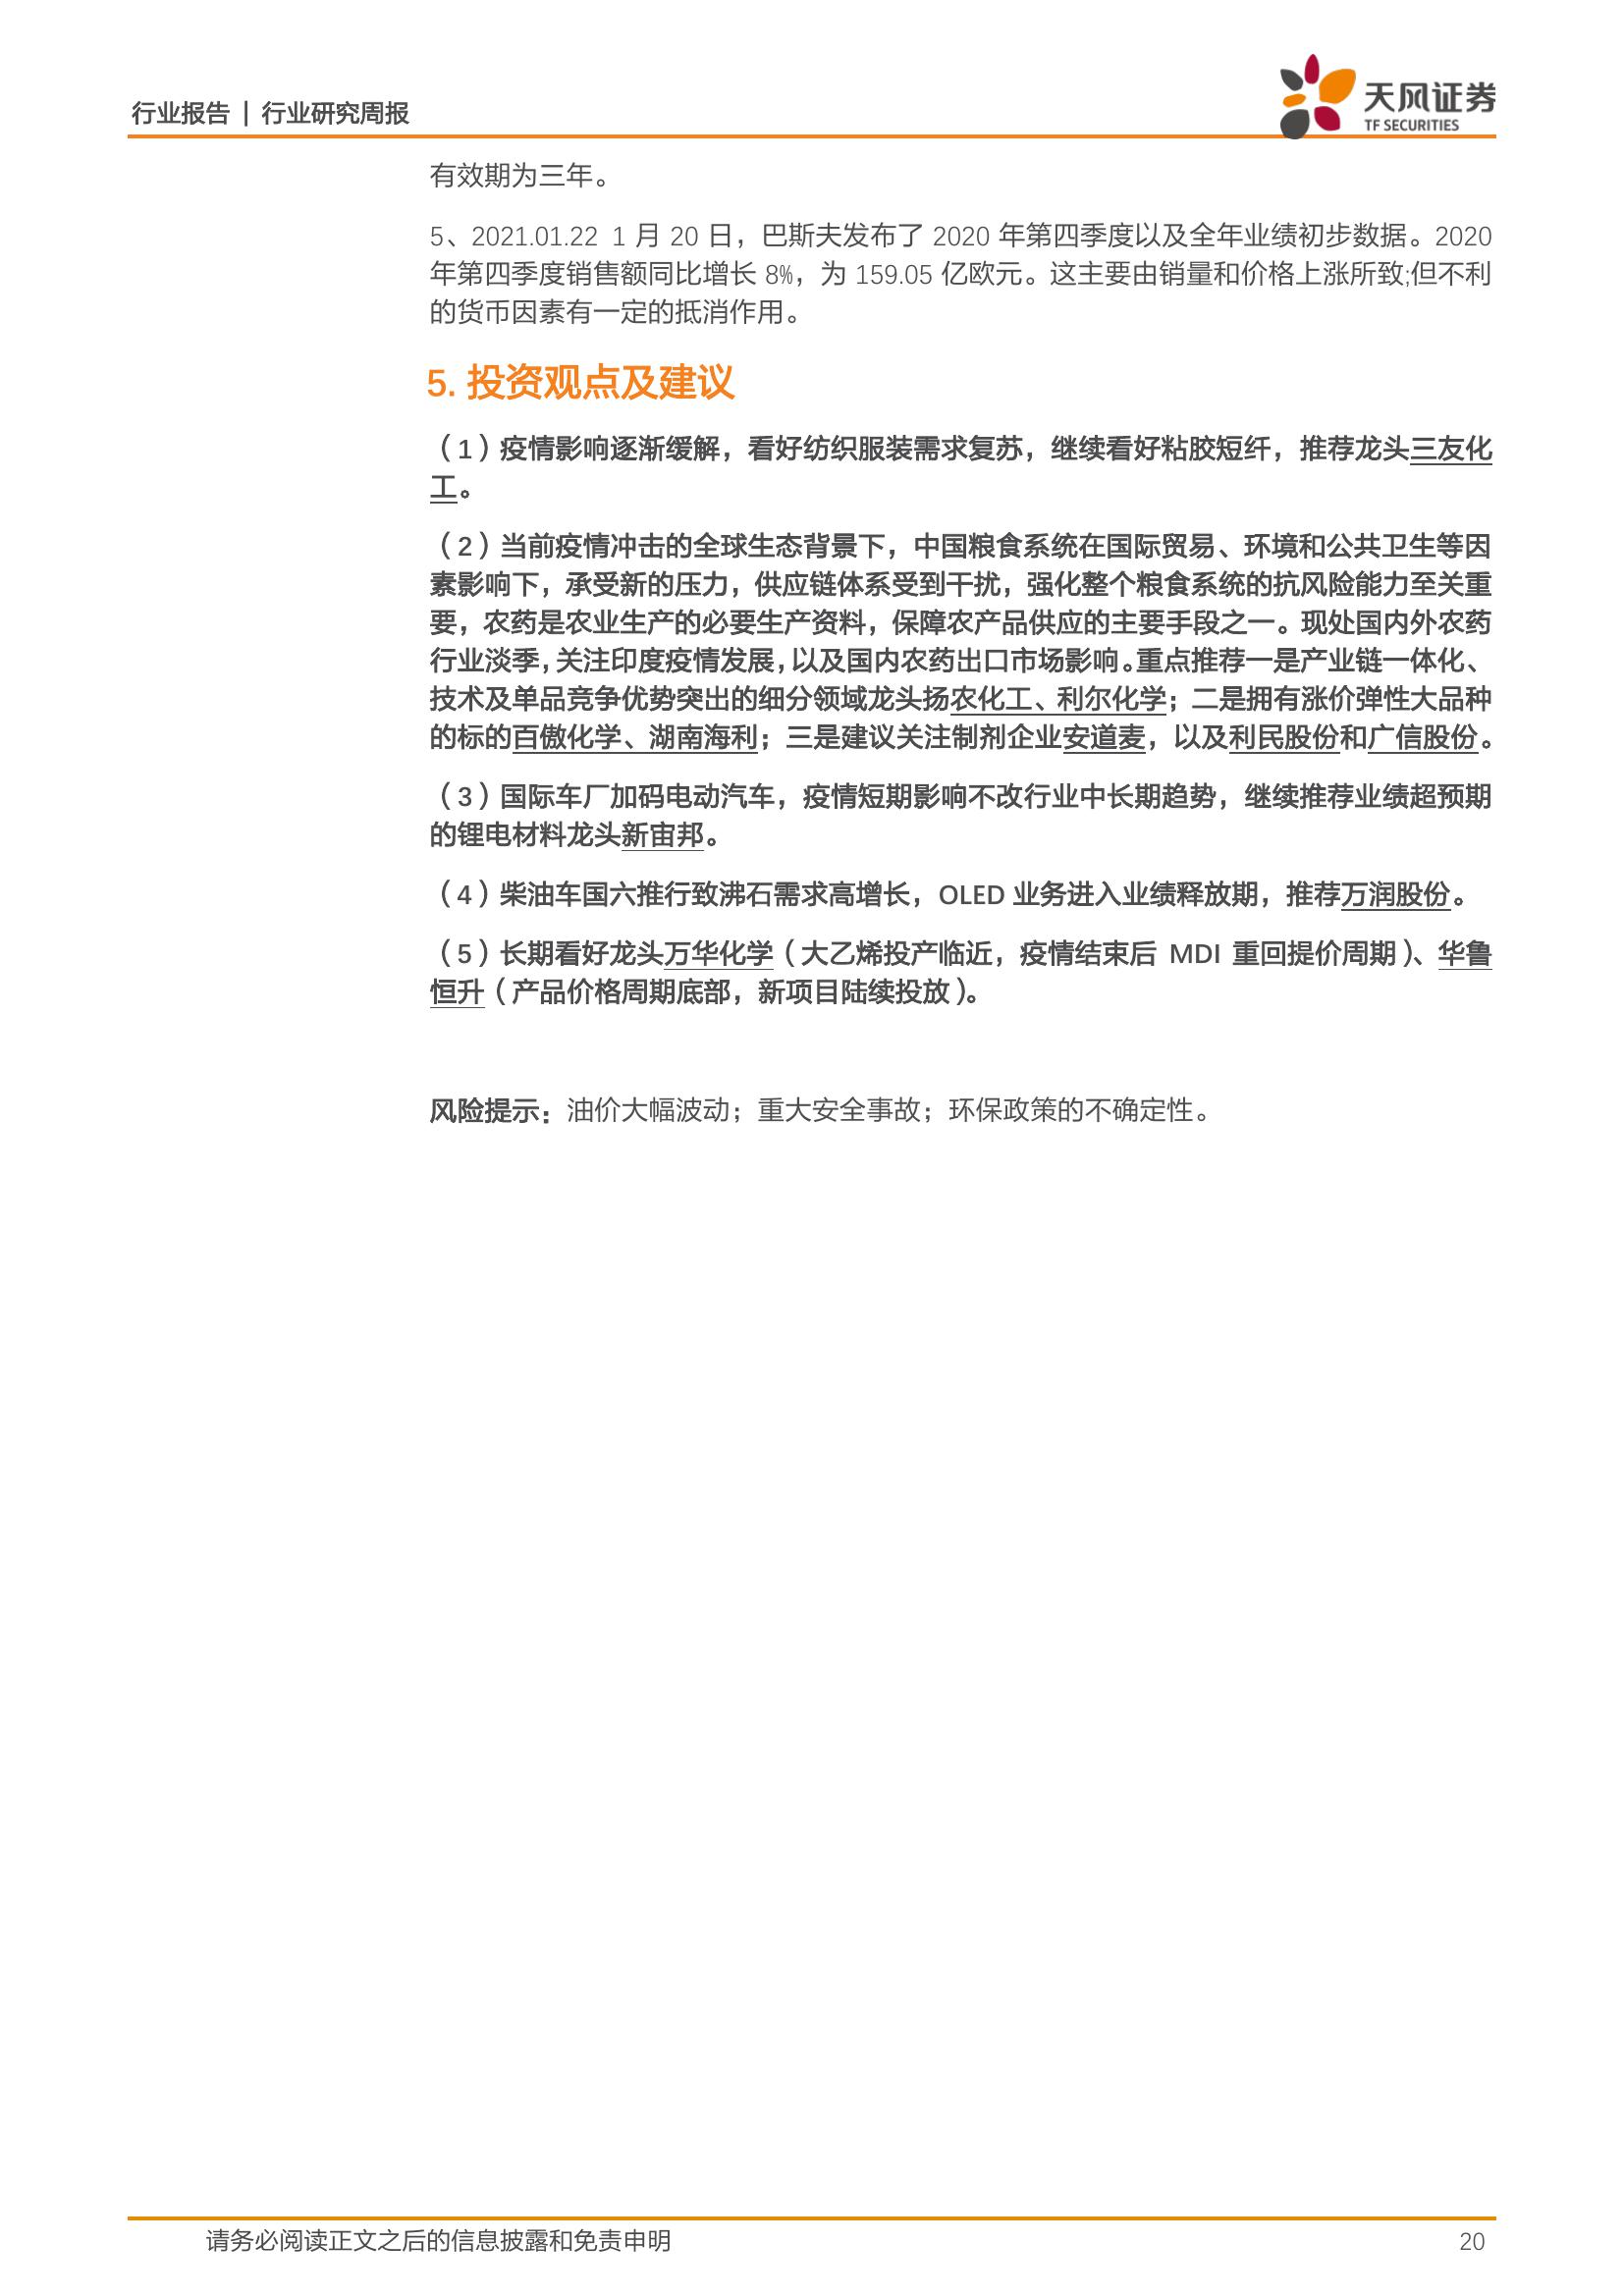 行业报告 | 行业研究周报
天风证券
TF SECURITIES
有效期为三年。
5、2021.01.22 1 月 20 日，巴斯夫发布了 2020 年第四季度以及全年业绩初步数据。2020
年第四季度销售额同比增长 8%，为 159.05 亿欧元。这主要由销量和价格上涨所致;但不利
的货币因素有一定的抵消作用。
5. 投资观点及建议
（1）疫情影响逐渐缓解，看好纺织服装需求复苏，继续看好粘胶短纤，推荐龙头三友化
工。
（2）当前疫情冲击的全球生态背景下，中国粮食系统在国际贸易、环境和公共卫生等因
素影响下，承受新的压力，供应链体系受到干扰，强化整个粮食系统的抗风险能力至关重
要，农药是农业生产的必要生产资料，保障农产品供应的主要手段之一。现处国内外农药
行业淡季，关注印度疫情发展，以及国内农药出口市场影响。重点推荐一是产业链一体化、
技术及单品竞争优势突出的细分领域龙头扬农化工、利尔化学；二是拥有涨价弹性大品种
的标的百傲化学、湖南海利；三是建议关注制剂企业安道麦，以及利民股份和广信股份。
（3）国际车厂加码电动汽车，疫情短期影响不改行业中长期趋势，继续推荐业绩超预期
的锂电材料龙头新宙邦。
（4）柴油车国六推行致沸石需求高增长，OLED 业务进入业绩释放期，推荐万润股份。
（5）长期看好龙头万华化学（大乙烯投产临近，疫情结束后 MDI 重回提价周期）、华鲁
恒升（产品价格周期底部，新项目陆续投放）。
风险提示：油价大幅波动；重大安全事故；环保政策的不确定性。
请务必阅读正文之后的信息披露和免责申明
20